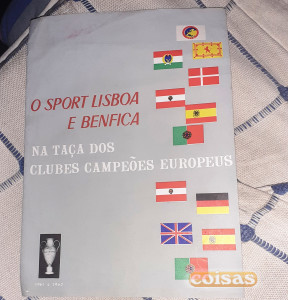 O SPORT LISBOA
E BENFICA
NA TAÇA DOS
CLUBES CAMPEÕES EUROPEUS
coisas